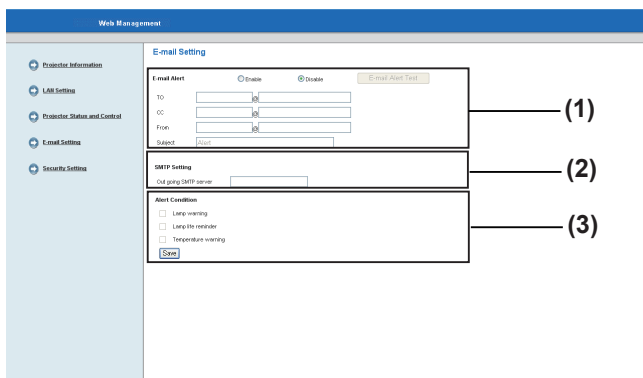 Web Management
E-mail Setting
Projector Information
LAN Setting
Projector Status and Control
E-mail Setting
Security Setting
E-mail Alert Enable Disable E-mail Alert Test
TO @
CC @
From @
Subject Alert
(1)
SMTP Setting
Out going SMTP server
(2)
Alert Condition
Lamp warning
Lamp life reminder
Temperature warning
Save
(3)